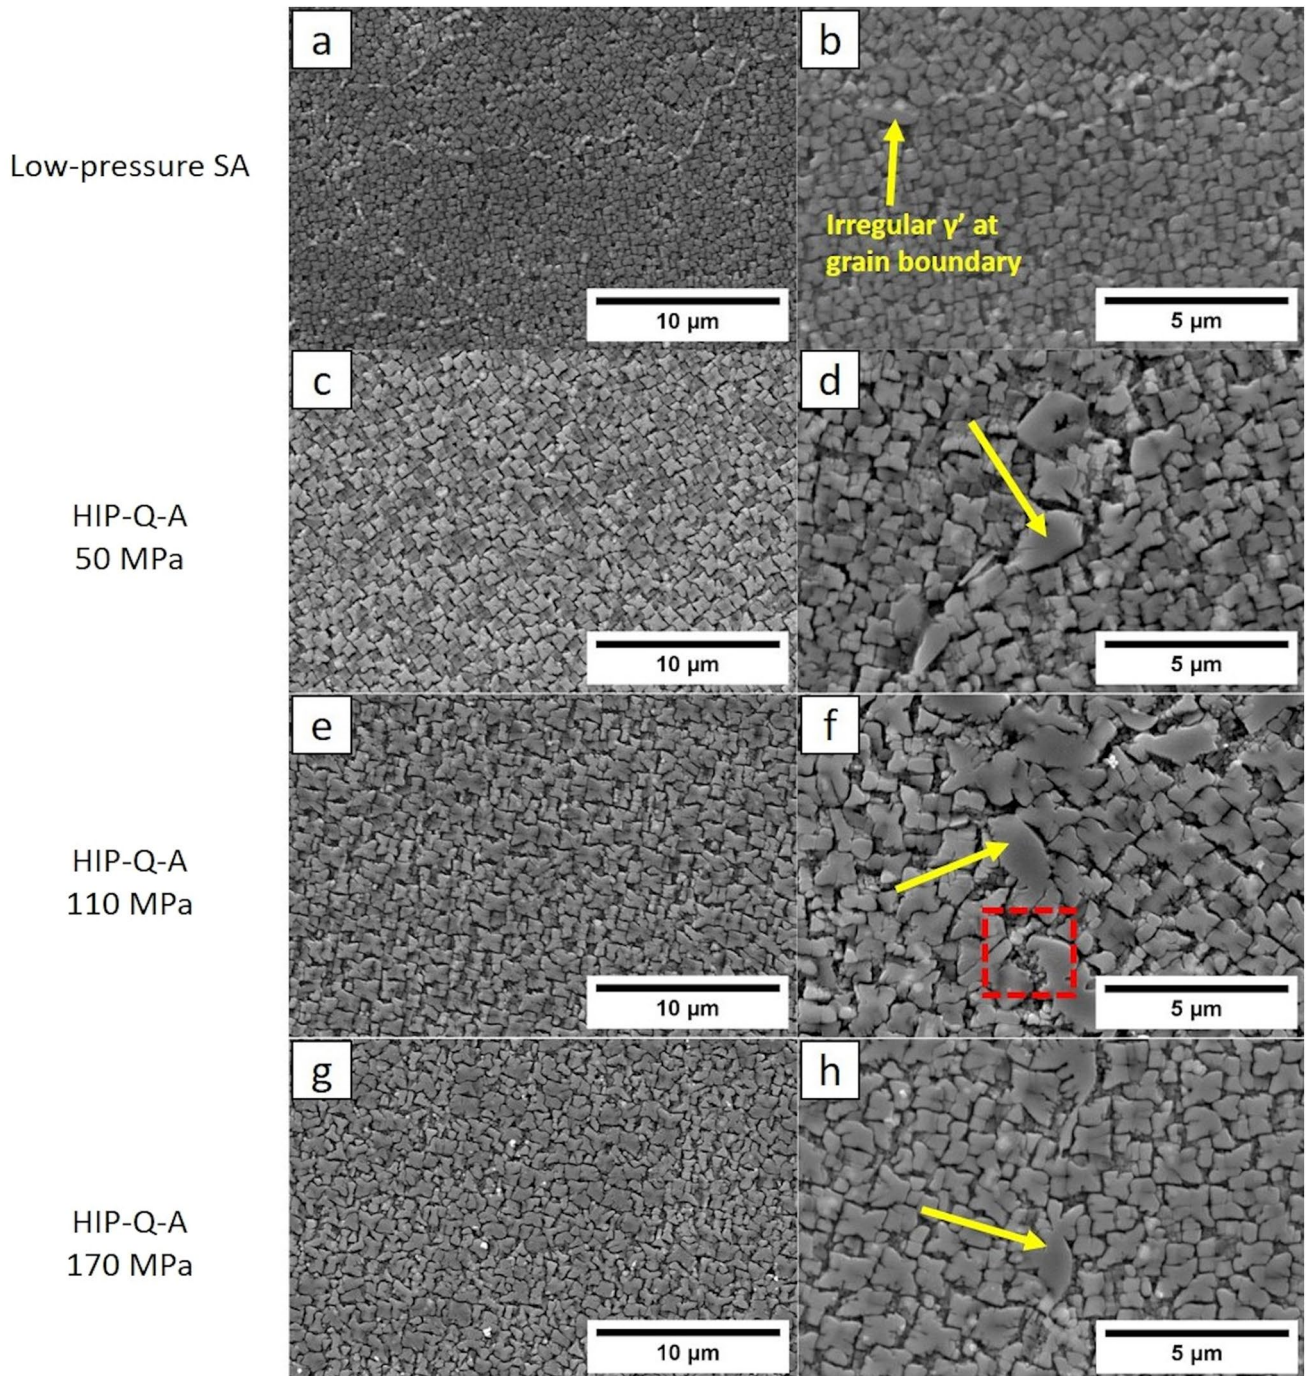 a
b
Low-pressure SA
Irregular γ’ at
grain boundary
10 μm
5 μm
c
d
HIP-Q-A
50 MPa
10 μm
5 μm
e
f
HIP-Q-A
110 MPa
10 μm
5 μm
g
h
HIP-Q-A
170 MPa
10 μm
5 μm